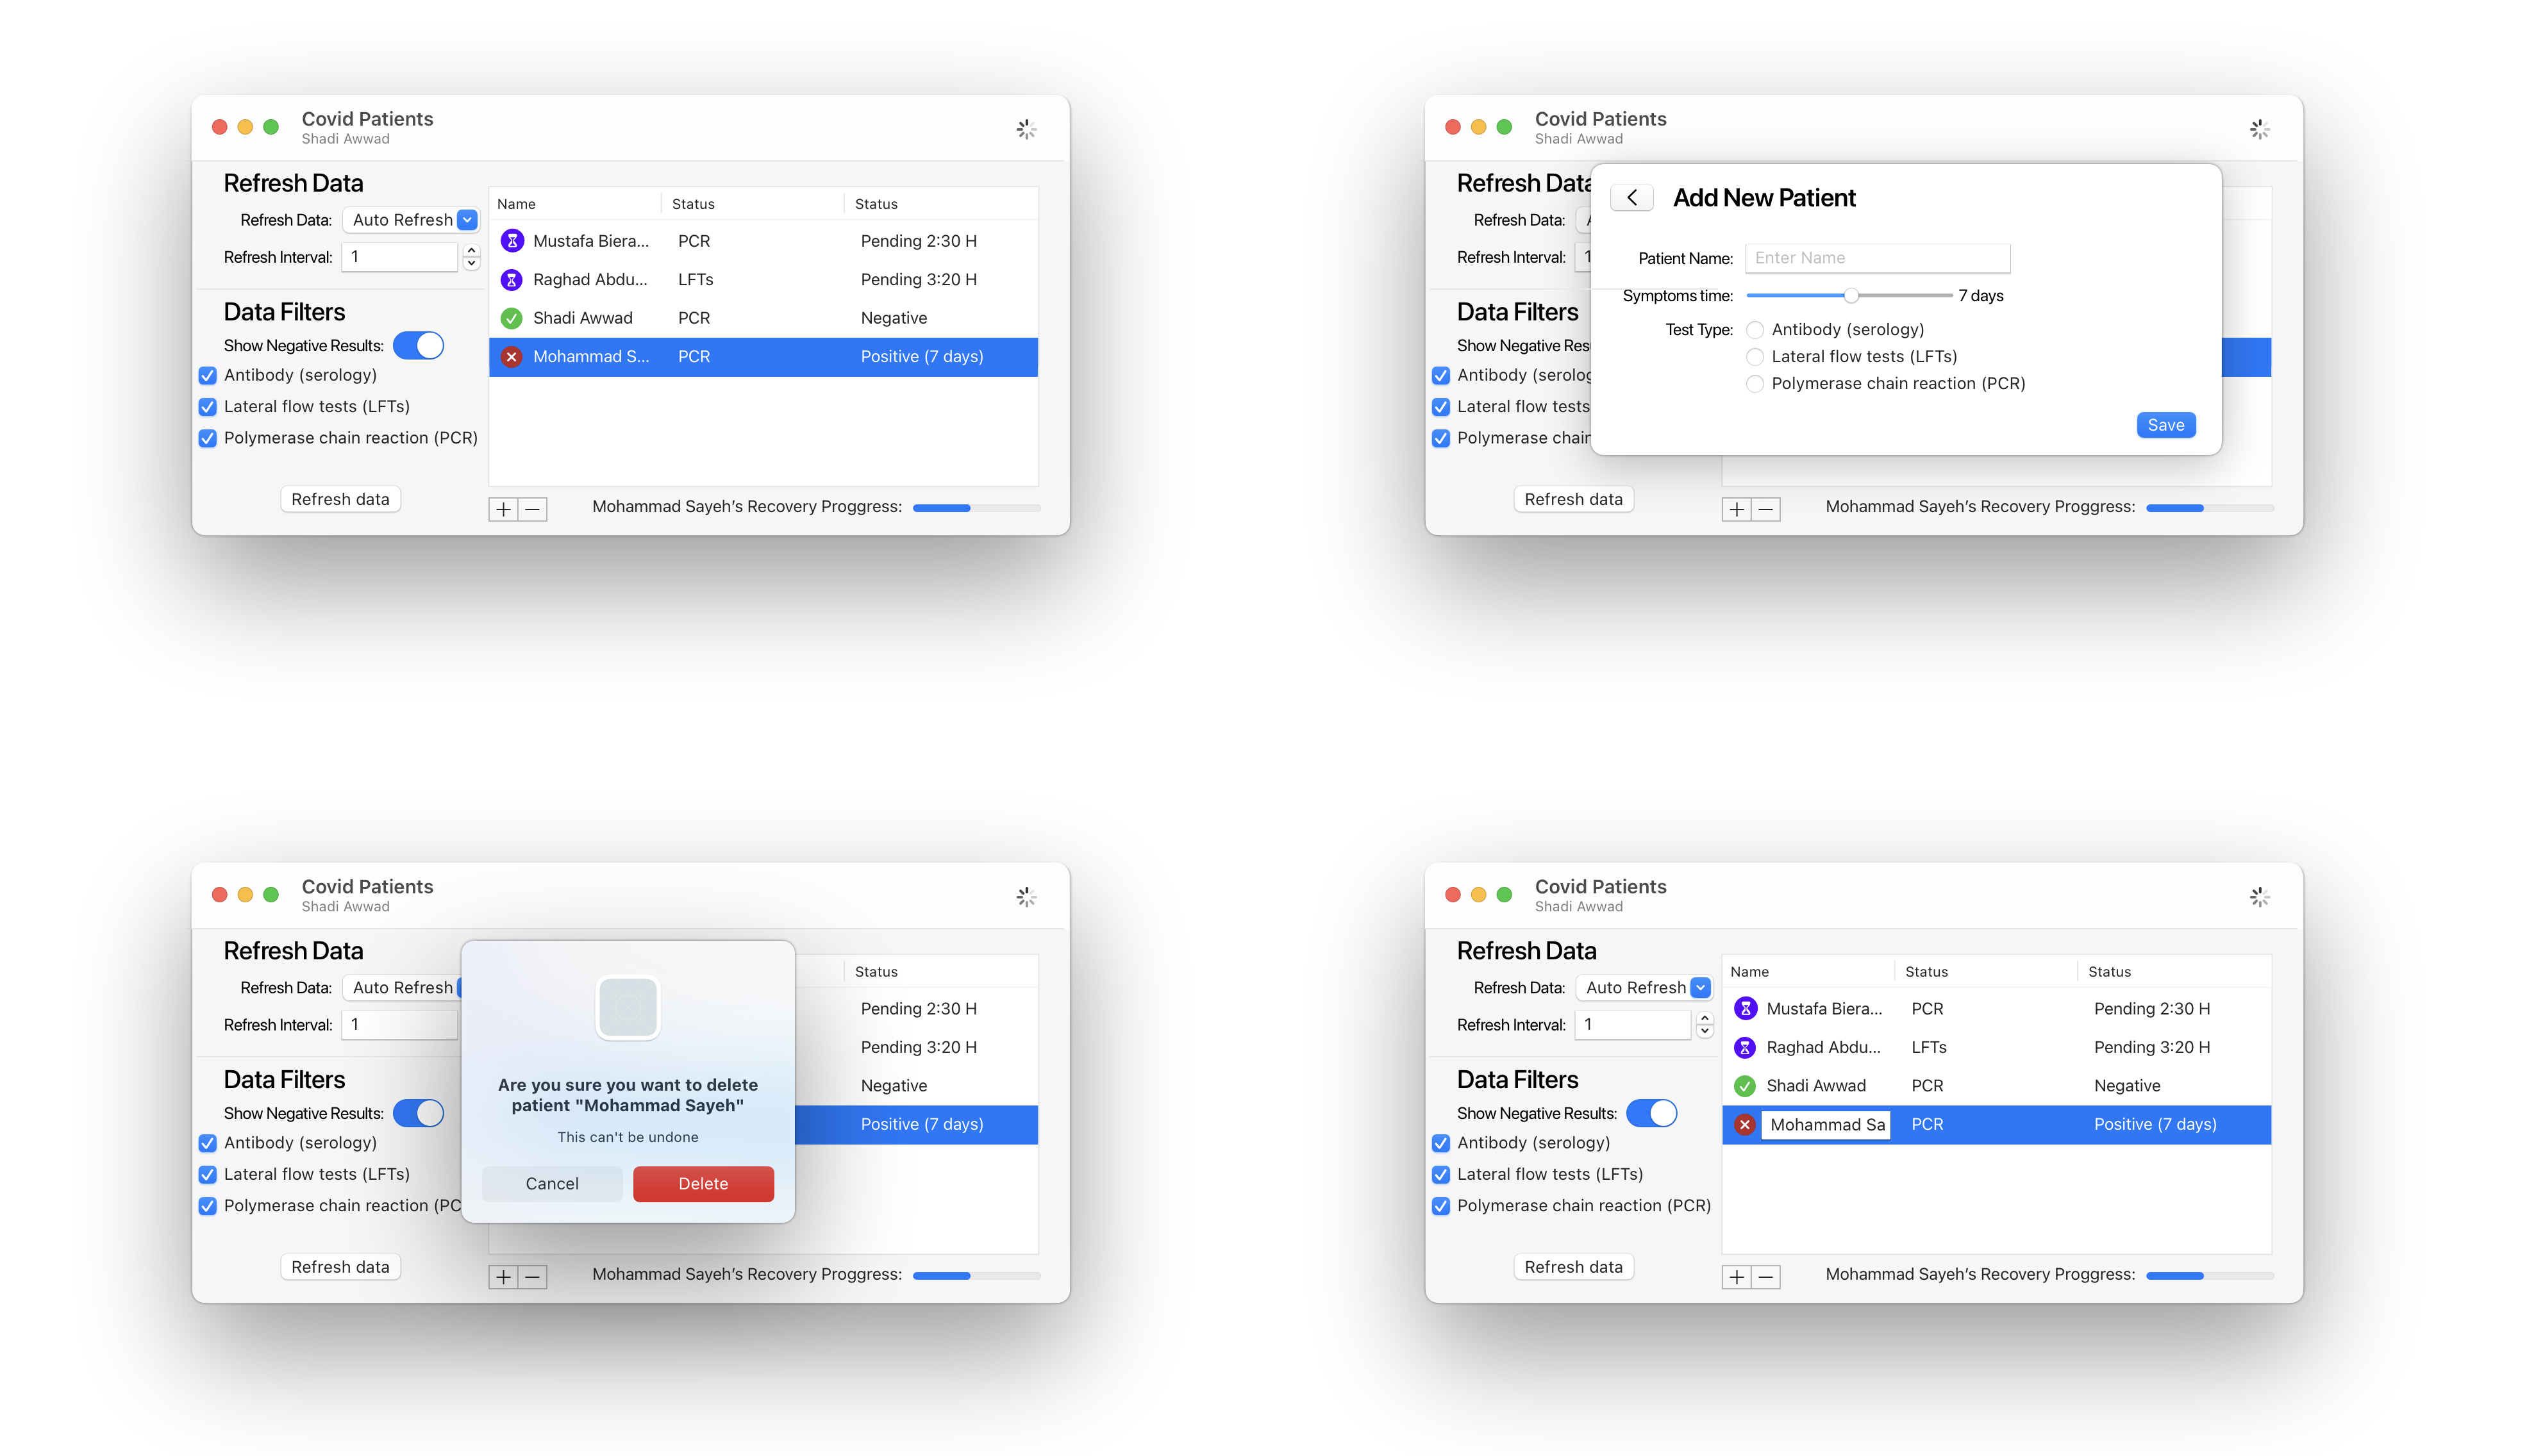 Covid Patients
Shadi Awwad
Refresh Data
Refresh Data: Auto Refresh
Refresh Interval: 1
Data Filters
Show Negative Results:
Antibody (serology)
Lateral flow tests (LFTs)
Polymerase chain reaction (PCR)
Refresh data
Name Status Status
Mustafa Biera... PCR Pending 2:30 H
Raghad Abdu... LFTs Pending 3:20 H
Shadi Awwad PCR Negative
Mohammad S... PCR Positive (7 days)
+ − Mohammad Sayeh's Recovery Proggress:
Covid Patients
Shadi Awwad
Refresh Data
Refresh Data:
Refresh Interval: 1
Data Filters
Show Negative Res
Antibody (serolog
Lateral flow tests
Polymerase chain
Refresh data
Add New Patient
Patient Name: Enter Name
Symptoms time: 7 days
Test Type: Antibody (serology)
Lateral flow tests (LFTs)
Polymerase chain reaction (PCR)
Save
+ − Mohammad Sayeh's Recovery Proggress:
Covid Patients
Shadi Awwad
Refresh Data
Refresh Data: Auto Refresh
Refresh Interval: 1
Data Filters
Show Negative Results:
Antibody (serology)
Lateral flow tests (LFTs)
Polymerase chain reaction (PC
Refresh data
Are you sure you want to delete
patient "Mohammad Sayeh"
This can't be undone
Cancel Delete
Status
Pending 2:30 H
Pending 3:20 H
Negative
Positive (7 days)
+ − Mohammad Sayeh's Recovery Proggress:
Covid Patients
Shadi Awwad
Refresh Data
Refresh Data: Auto Refresh
Refresh Interval: 1
Data Filters
Show Negative Results:
Antibody (serology)
Lateral flow tests (LFTs)
Polymerase chain reaction (PCR)
Refresh data
Name Status Status
Mustafa Biera... PCR Pending 2:30 H
Raghad Abdu... LFTs Pending 3:20 H
Shadi Awwad PCR Negative
Mohammad Sa PCR Positive (7 days)
+ − Mohammad Sayeh's Recovery Proggress: